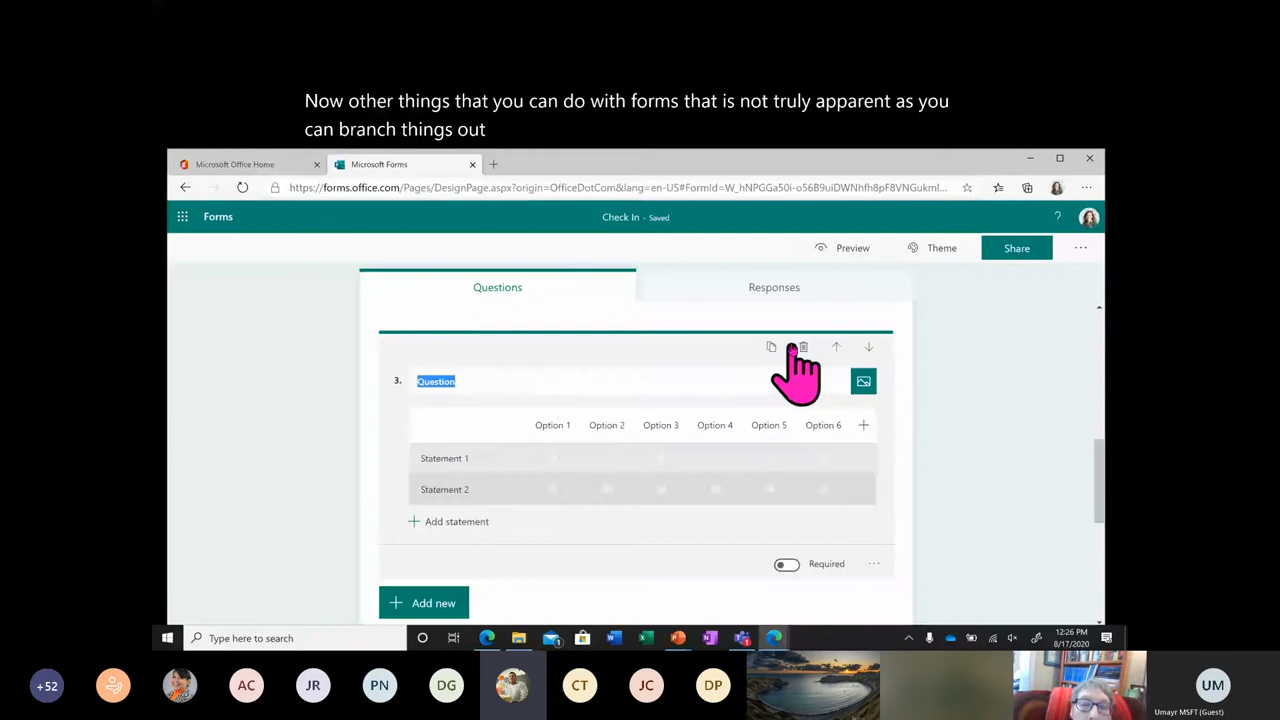 Now other things that you can do with forms that is not truly apparent as you
can branch things out
Microsoft Office Home
Microsoft Forms
https://forms.office.com/Pages/DesignPage.aspx?origin=OfficeDotCom&lang=en-US#FormId=W_hNPGGa50i-o56B9uiDWNhfh8pF8VNGukml...
Forms
Check In - Saved
?
Preview
Theme
Share
Questions
Responses
3. Question
Option 1 Option 2 Option 3 Option 4 Option 5 Option 6
Statement 1
Statement 2
Add statement
Required
Add new
Type here to search
12:26 PM
8/17/2020
+52
AC
JR
PN
DG
CT
JC
DP
UM
Umayr MSFT (Guest)